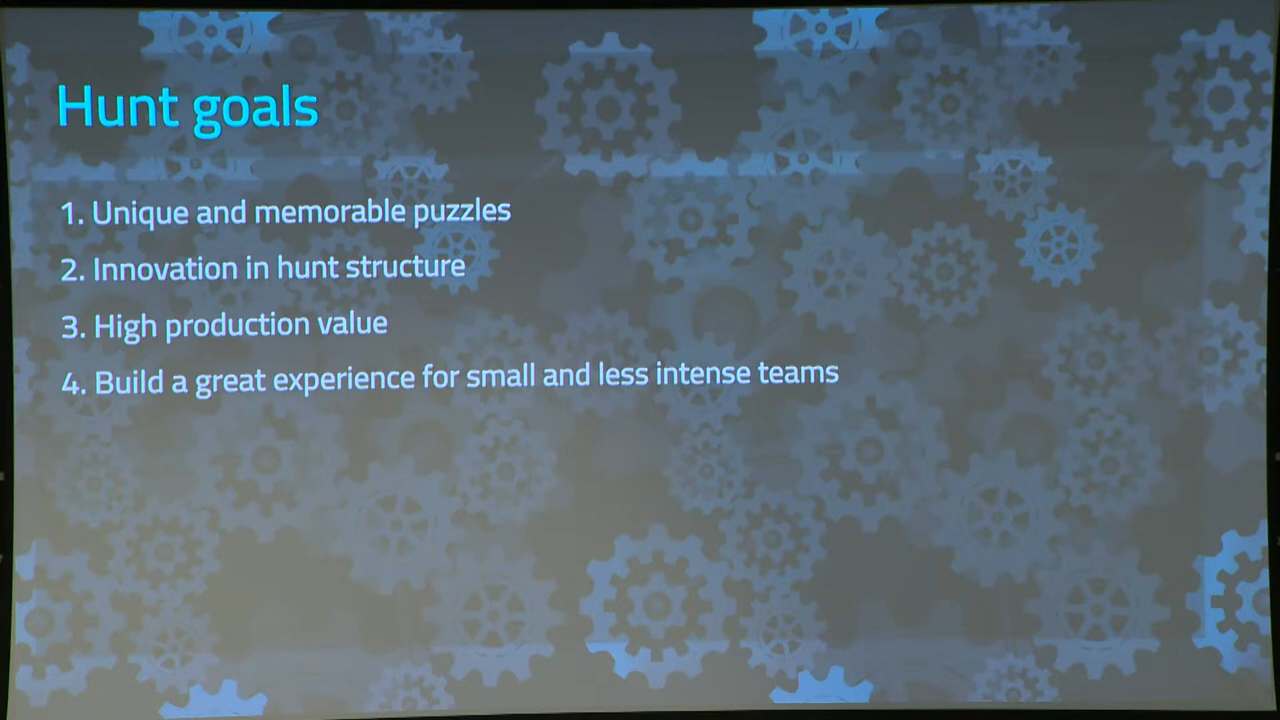 Hunt goals
1. Unique and memorable puzzles
2. Innovation in hunt structure
3. High production value
4. Build a great experience for small and less intense teams